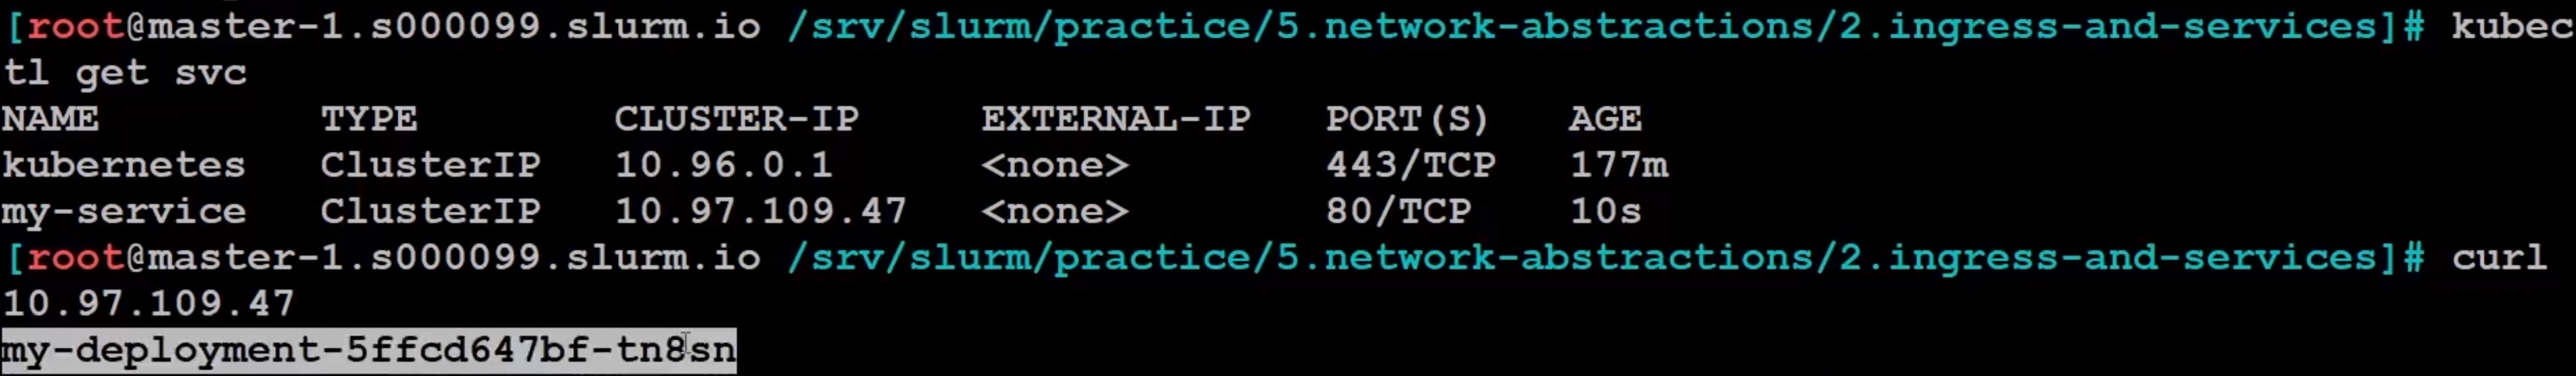 [root@master-1.s000099.slurm.io /srv/slurm/practice/5.network-abstractions/2.ingress-and-services]# kubec
tl get svc
NAME TYPE CLUSTER-IP EXTERNAL-IP PORT(S) AGE
kubernetes ClusterIP 10.96.0.1 <none> 443/TCP 177m
my-service ClusterIP 10.97.109.47 <none> 80/TCP 10s
[root@master-1.s000099.slurm.io /srv/slurm/practice/5.network-abstractions/2.ingress-and-services]# curl
10.97.109.47
my-deployment-5ffcd647bf-tn8sn